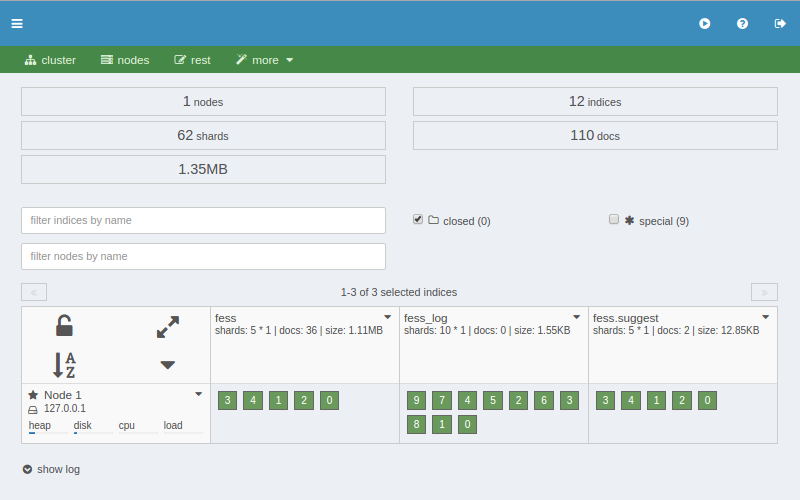 cluster nodes rest more
1 nodes 12 indices
62 shards 110 docs
1.35MB
filter indices by name closed (0) special (9)
filter nodes by name
« 1-3 of 3 selected indices »
fess fess_log fess.suggest
shards: 5 * 1 | docs: 36 | size: 1.11MB shards: 10 * 1 | docs: 0 | size: 1.55KB shards: 5 * 1 | docs: 2 | size: 12.85KB
A
Z
Node 1 3 4 1 2 0 9 7 4 5 2 6 3 3 4 1 2 0
127.0.0.1
heap disk cpu load 8 1 0
show log